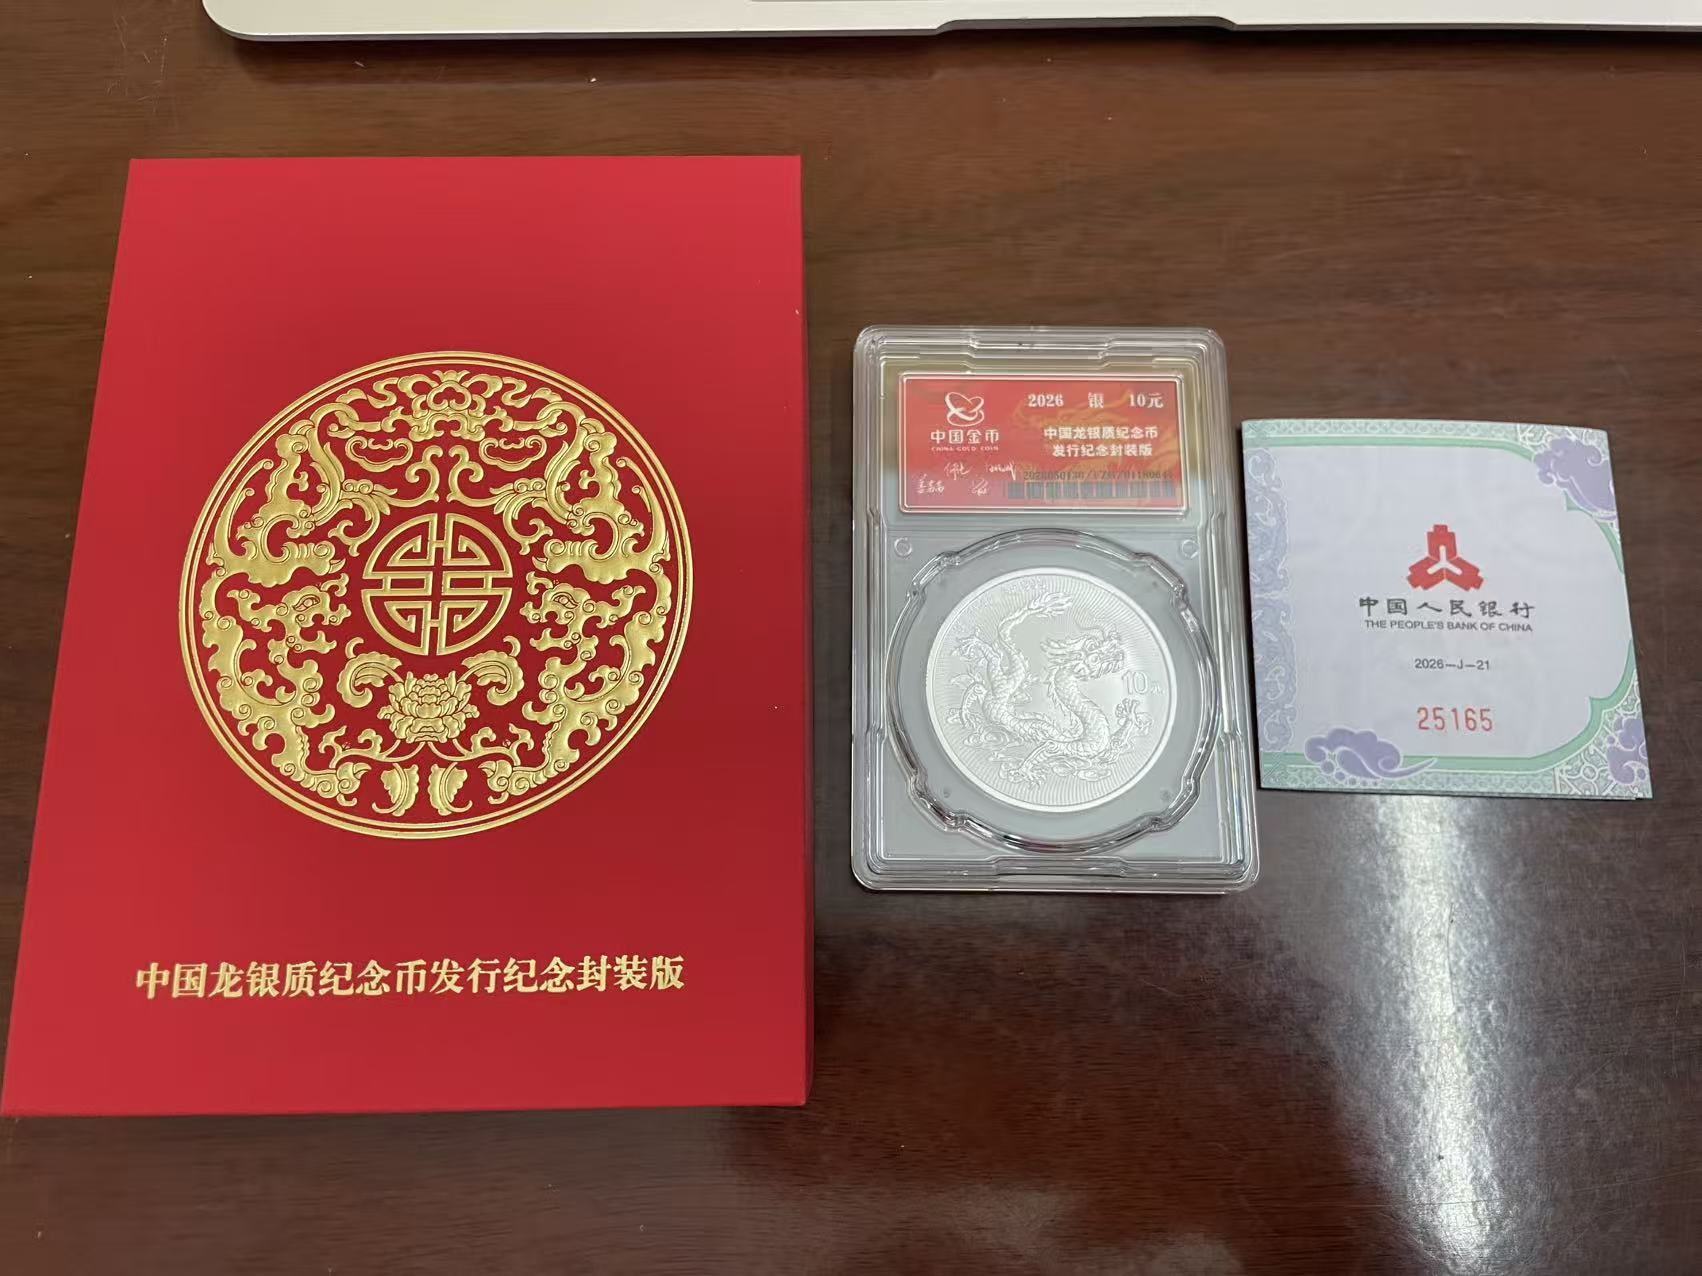 中国龙银质纪念币发行纪念封装版
2026 银 10元
中国金币
CHINA GOLD COIN
中国龙银质纪念币
发行纪念封装版
10元
中国人民银行
THE PEOPLE'S BANK OF CHINA
2026-J-21
25165